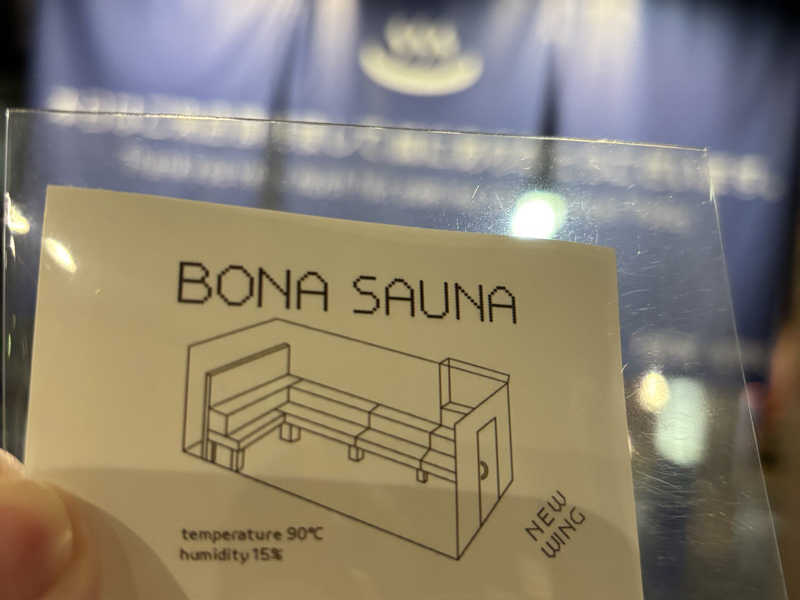 BONA SAUNA
temperature 90℃
humidity 15%
NEW
WING